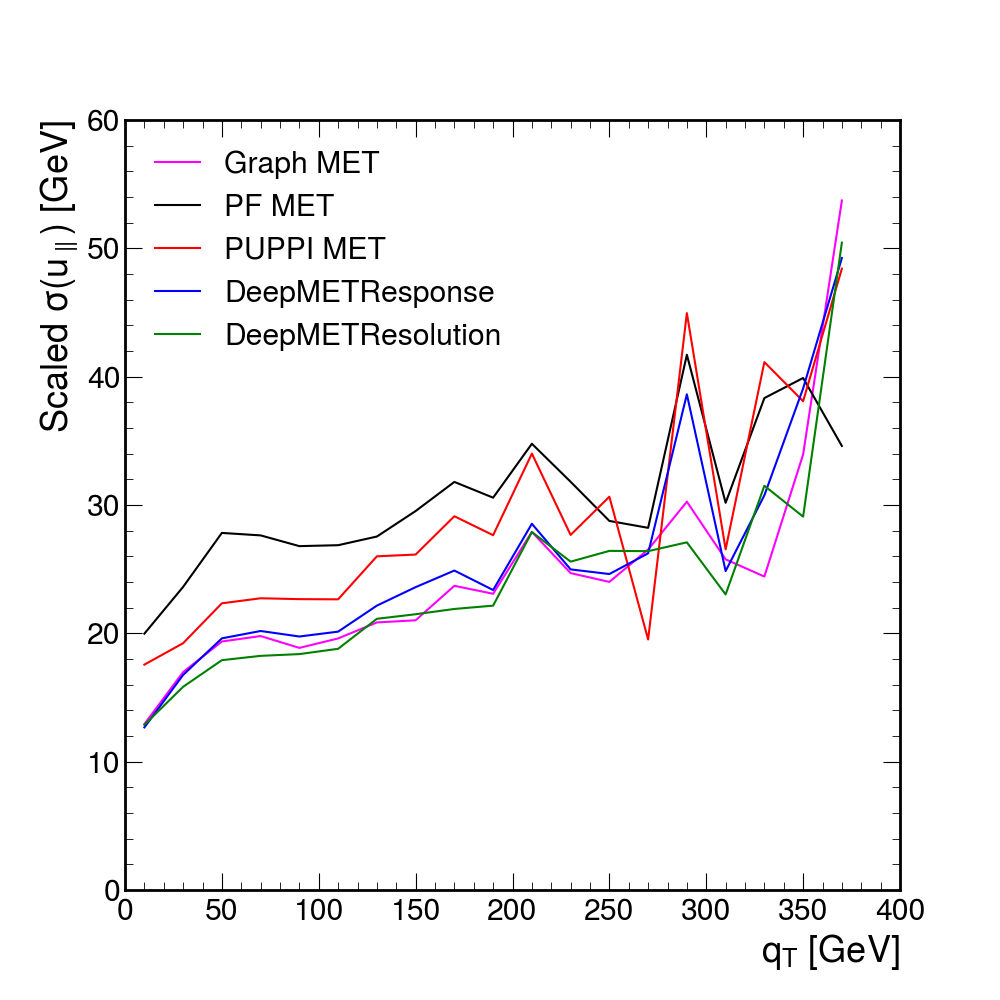 Scaled σ(u∥) [GeV]
60
50
40
30
20
10
0
Graph MET
PF MET
PUPPI MET
DeepMETResponse
DeepMETResolution
0 50 100 150 200 250 300 350 400
qT [GeV]